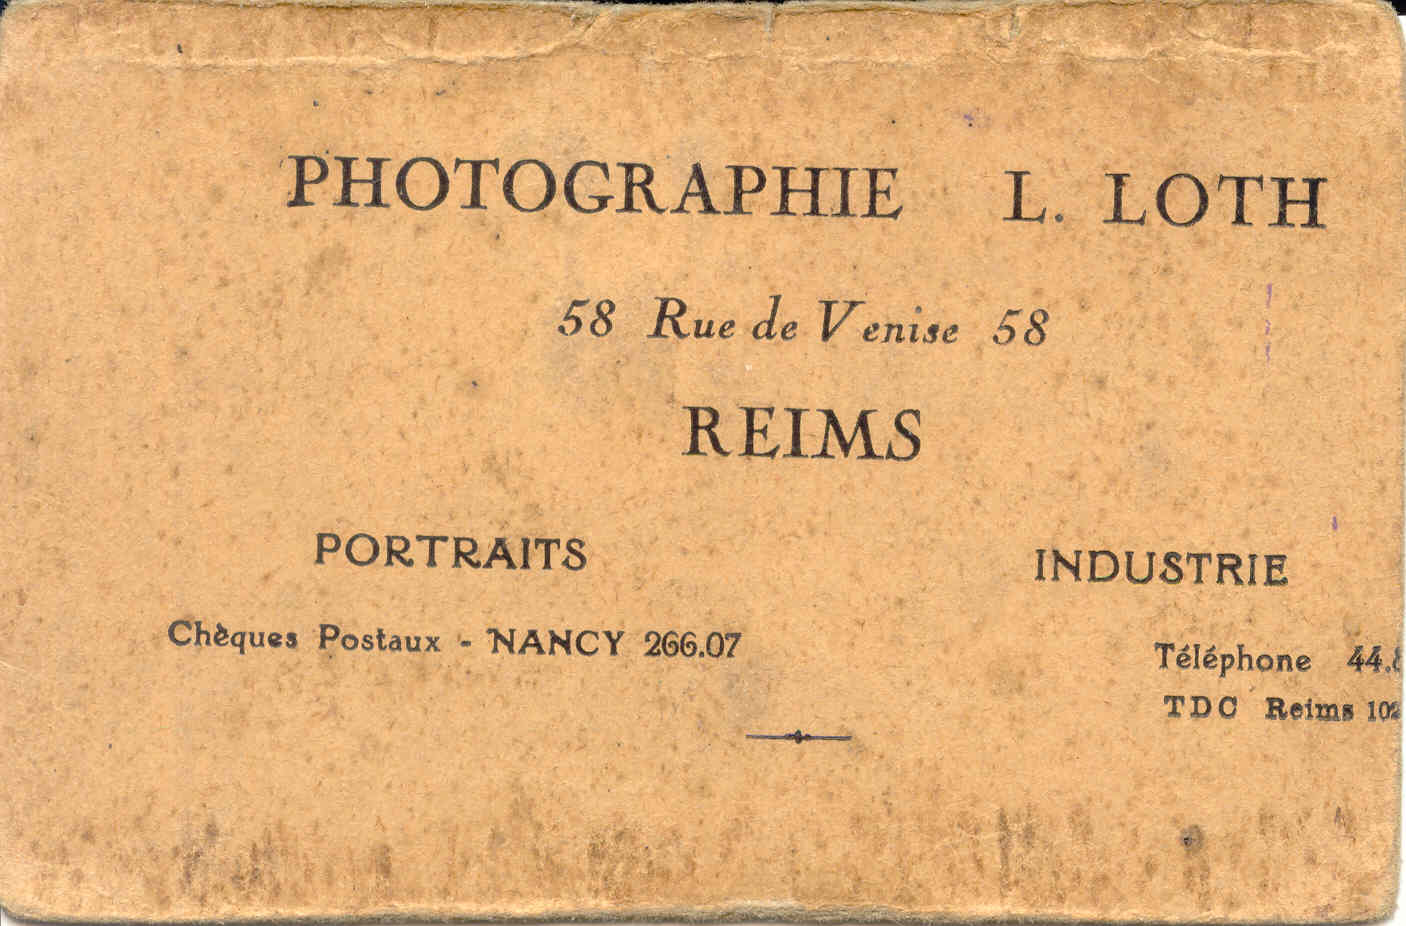 PHOTOGRAPHIE L. LOTH
58 Rue de Venise 58
REIMS
PORTRAITS INDUSTRIE
Chèques Postaux - NANCY 266.07
Téléphone
TDC Reims